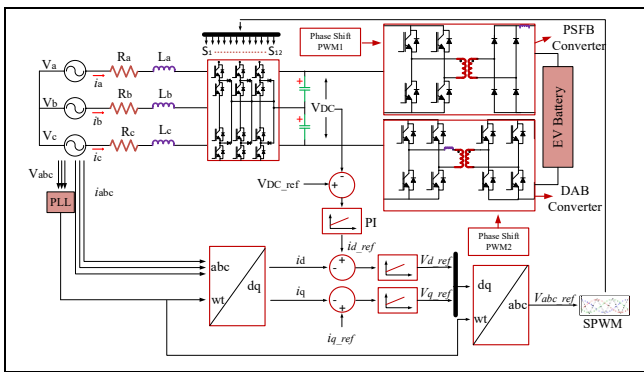 Phase Shift
PWM1
PSFB
Converter
S1 S12
Va
Ra
La
ia
Vb
Rb
Lb
ib
Vc
Rc
Lc
ic
+
+
VDC
EV Battery
DAB
Converter
Vabc
iabc
PLL
VDC_ref
-
+
PI
Phase Shift
PWM2
id_ref
abc
dq
wt
id
+
-
Vd_ref
iq
+
-
Vq_ref
iq_ref
dq
abc
wt
Vabc_ref
SPWM